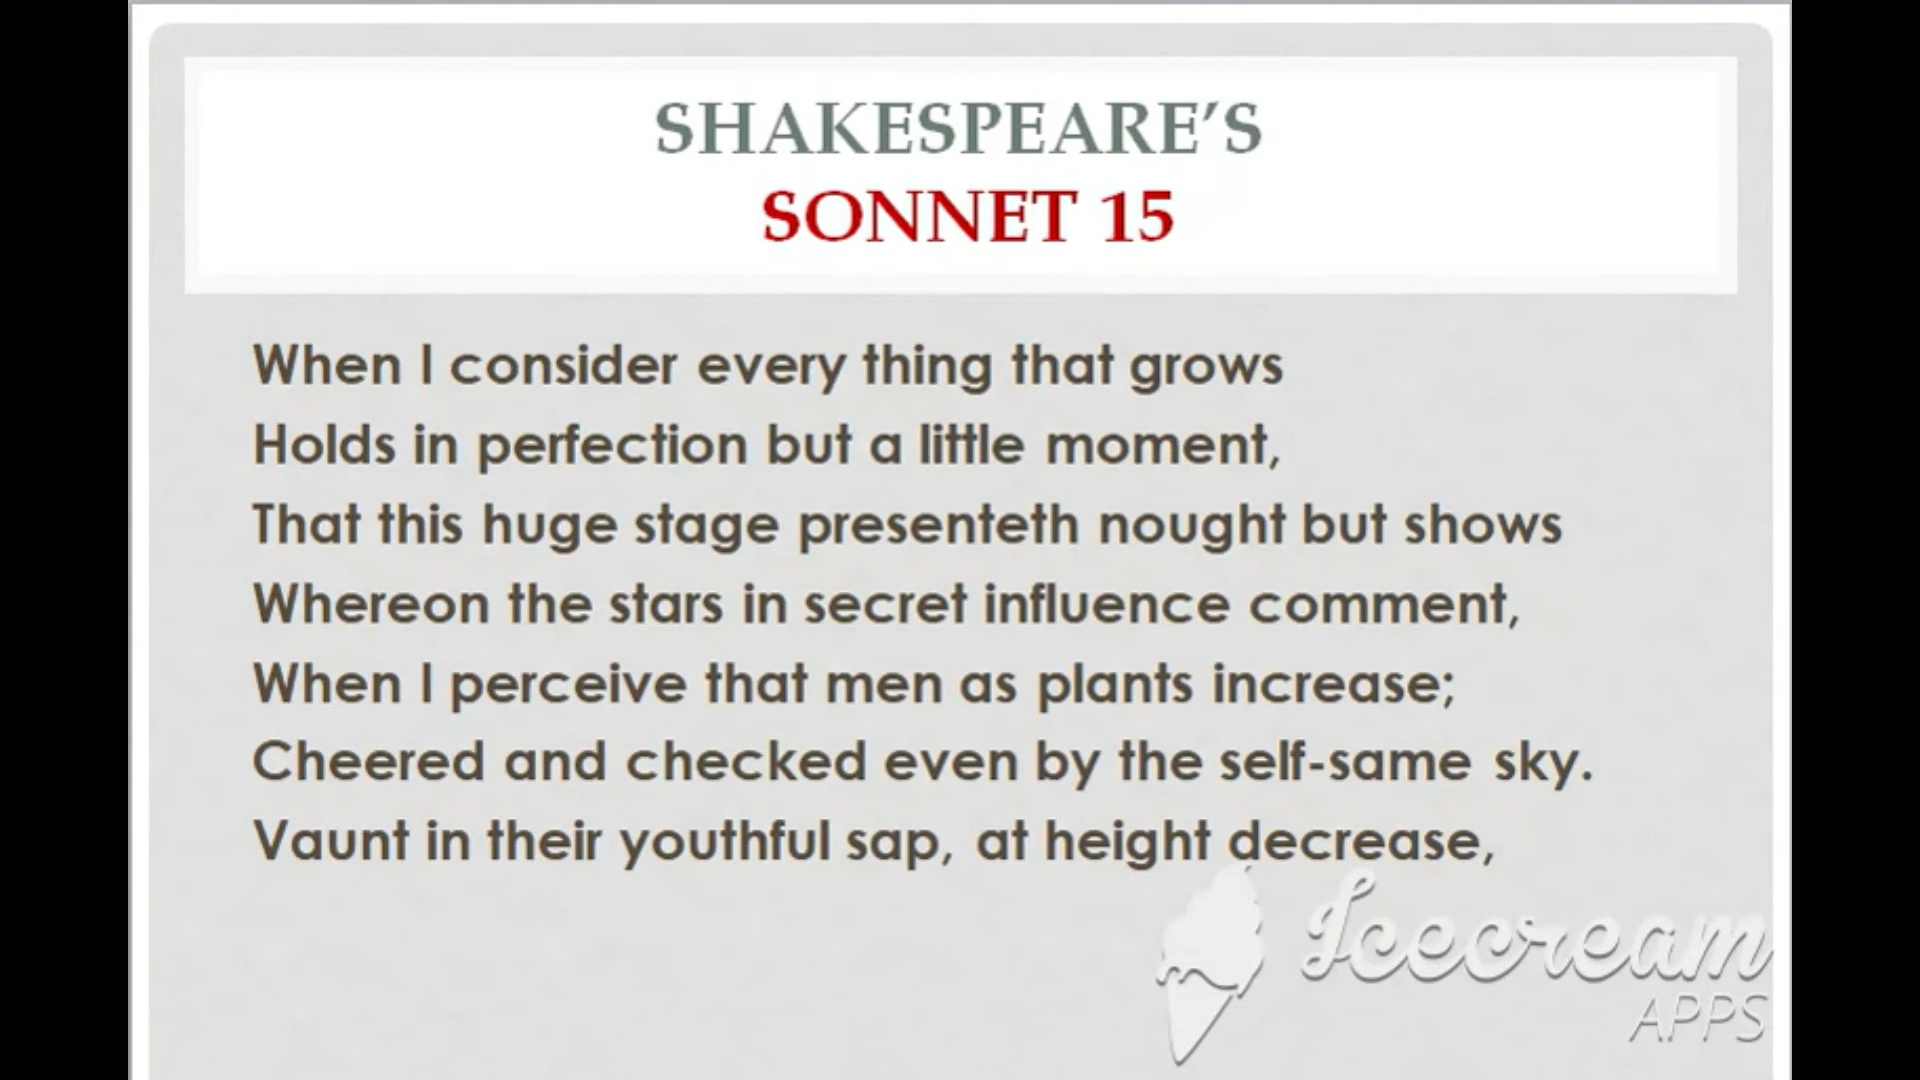 SHAKESPEARE’S
SONNET 15
When I consider every thing that grows
Holds in perfection but a little moment,
That this huge stage presenteth nought but shows
Whereon the stars in secret influence comment,
When I perceive that men as plants increase;
Cheered and checked even by the self-same sky.
Vaunt in their youthful sap, at height decrease,
Icecream
APPS